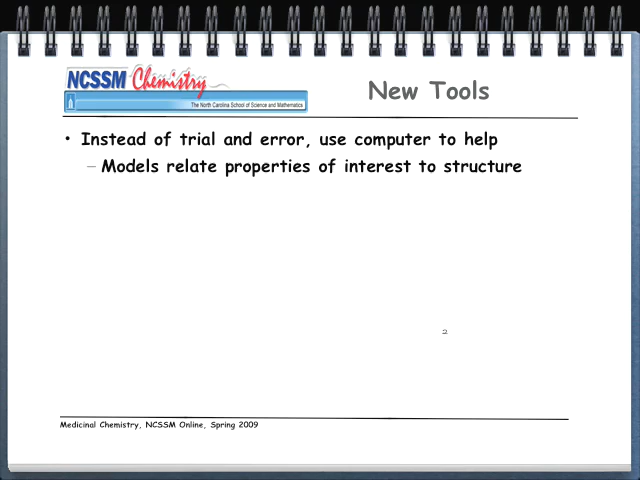 NCSSM Chemistry
The North Carolina School of Science and Mathematics
New Tools
• Instead of trial and error, use computer to help
– Models relate properties of interest to structure
2
Medicinal Chemistry, NCSSM Online, Spring 2009